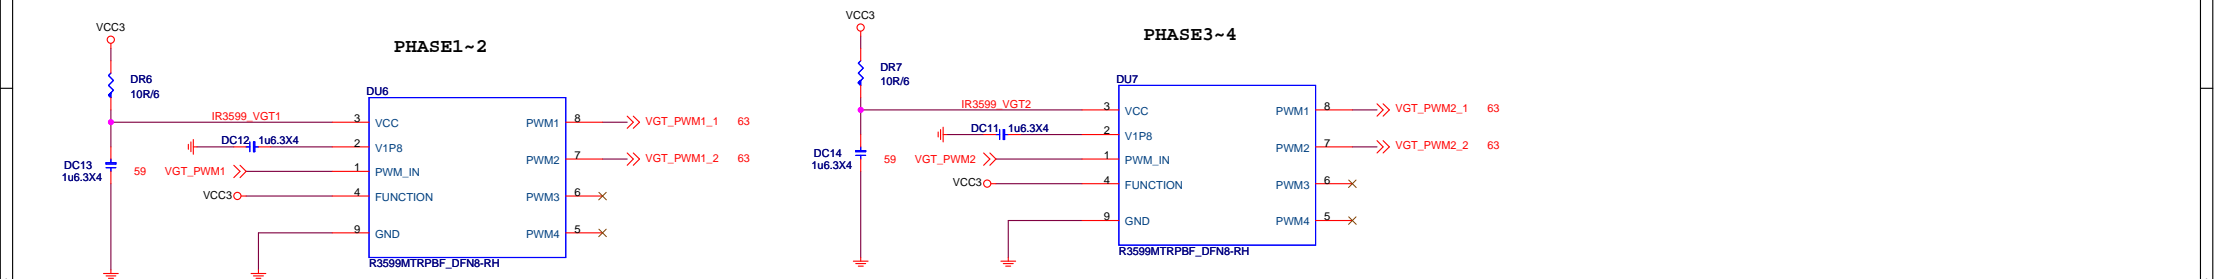 VCC3
PHASE1~2
DR6
10R/6
DU6
IR3599_VGT1
3
VCC
PWM1
8
VGT_PWM1_1
63
DC12
1u6.3X4
2
V1P8
DC13
1u6.3X4
59
VGT_PWM1
1
PWM_IN
PWM2
7
VGT_PWM1_2
63
VCC3
4
FUNCTION
PWM3
6
9
GND
PWM4
5
R3599MTRPBF_DFN8-RH
VCC3
PHASE3~4
DR7
10R/6
DU7
IR3599_VGT2
3
VCC
PWM1
8
VGT_PWM2_1
63
DC11
1u6.3X4
2
V1P8
DC14
1u6.3X4
59
VGT_PWM2
1
PWM_IN
PWM2
7
VGT_PWM2_2
63
VCC3
4
FUNCTION
PWM3
6
9
GND
PWM4
5
R3599MTRPBF_DFN8-RH